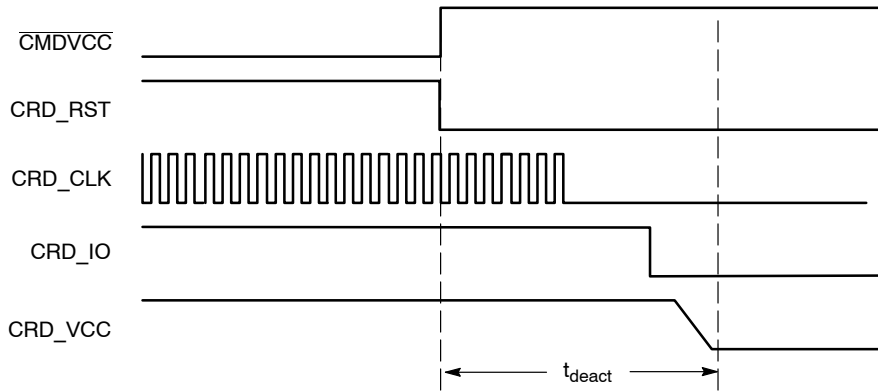 CMDVCC
CRD_RST
CRD_CLK
CRD_IO
CRD_VCC
tdeact